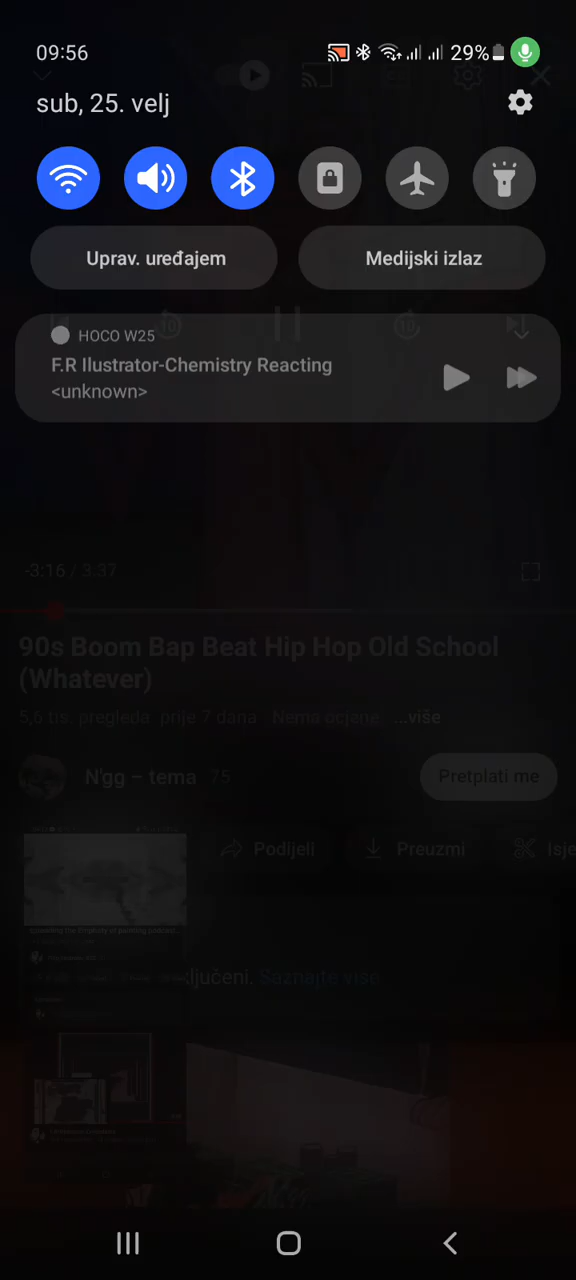 09:56
29%
sub, 25. velj
Uprav. uređajem
Medijski izlaz
HOCO W25
F.R Ilustrator-Chemistry Reacting
<unknown>
-3:16 / 3:37
90s Boom Bap Beat Hip Hop Old School
(Whatever)
5,6 tis. pregleda prije 7 dana Nema ocjene ...više
N'gg – tema 75
Pretplati me
Podijeli
Preuzmi
Isje
ključeni. Saznajte više